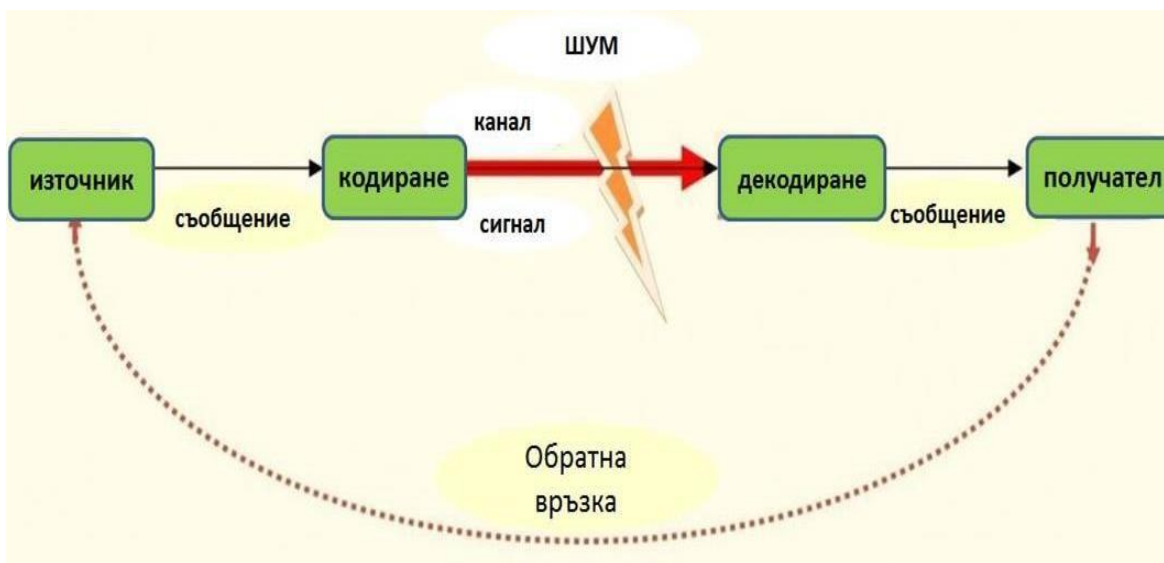 ШУМ
канал
източник
кодиране
декодиране
получател
съобщение
сигнал
съобщение
Обратна
връзка